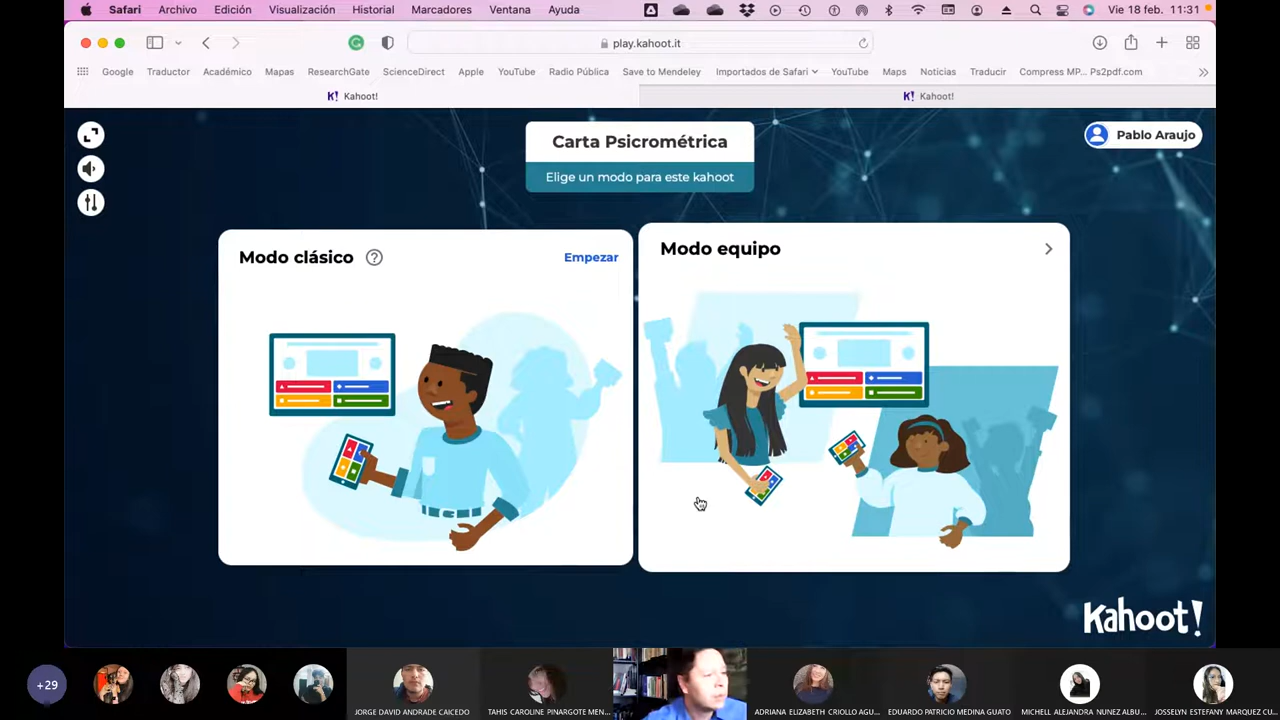 Safari Archivo Edición Visualización Historial Marcadores Ventana Ayuda Vie 18 feb. 11:31
play.kahoot.it
Google Traductor Académico Mapas ResearchGate ScienceDirect Apple YouTube Radio Pública Save to Mendeley Importados de Safari YouTube Maps Noticias Traducir Compress MP... Ps2pdf.com
K! Kahoot! K! Kahoot!
Carta Psicrométrica
Pablo Araujo
Elige un modo para este kahoot
Modo clásico ? Empezar
Modo equipo
Kahoot!
+29
JORGE DAVID ANDRADE CAICEDO
TAHIS CAROLINE PINARGOTE MEN...
ADRIANA ELIZABETH CRIOLLO AGU...
EDUARDO PATRICIO MEDINA GUATO
MICHELL ALEJANDRA NUNEZ ALBU...
JOSSELYN ESTEFANY MARQUEZ CU...